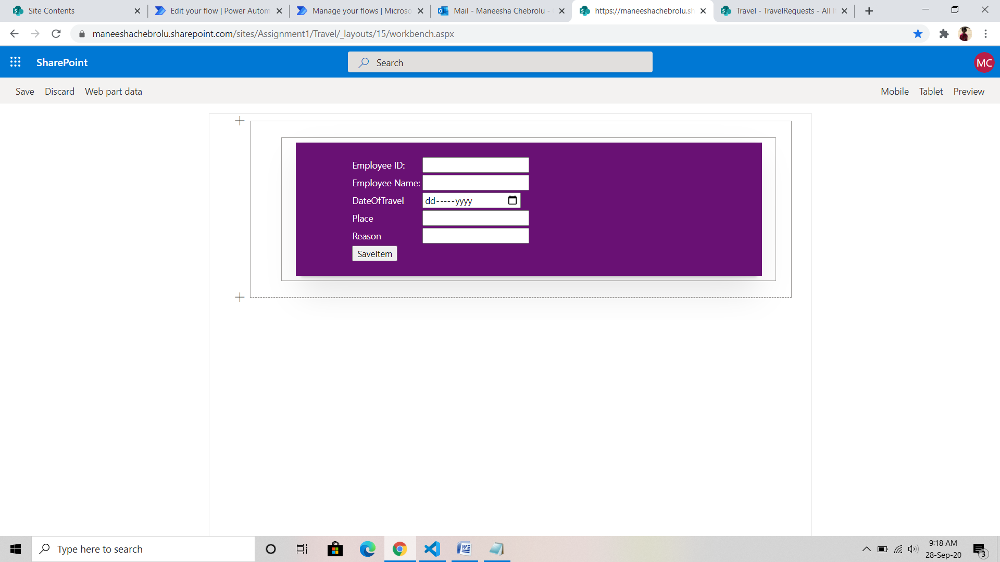 Site Contents
Edit your flow | Power Autom
Manage your flows | Microso
Mail - Maneesha Chebrolu -
https://maneeshachebrolu.sh
Travel - TravelRequests - All
maneeshachebrolu.sharepoint.com/sites/Assignment1/Travel/_layouts/15/workbench.aspx
SharePoint
Search
MC
Save Discard Web part data
Mobile Tablet Preview
Employee ID:
Employee Name:
DateOfTravel dd-----yyyy
Place
Reason
SaveItem
Type here to search
9:18 AM
28-Sep-20
3